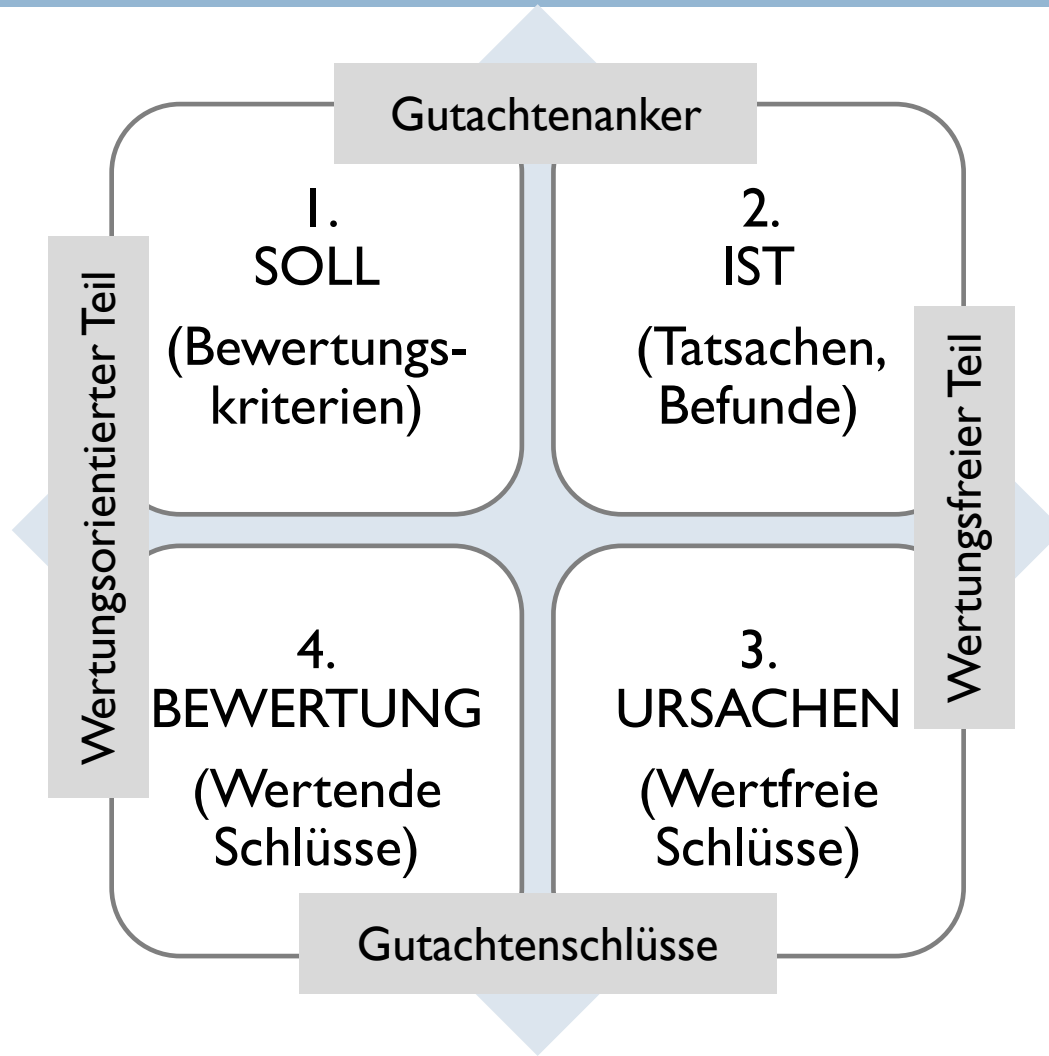 Gutachtenanker
1.
SOLL
(Bewertungs-
kriterien)
2.
IST
(Tatsachen,
Befunde)
Wertungsorientierter Teil
Wertungsfreier Teil
4.
BEWERTUNG
(Wertende
Schlüsse)
3.
URSACHEN
(Wertfreie
Schlüsse)
Gutachtenschlüsse